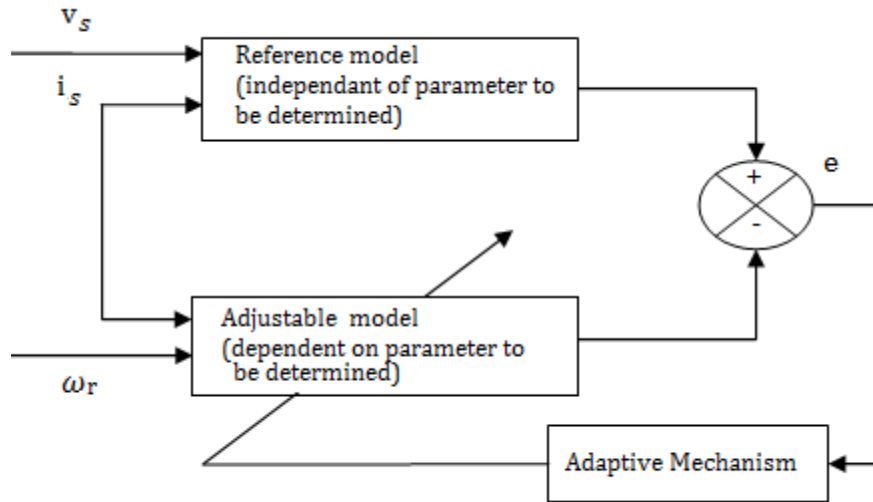 v_s
Reference model
(independant of parameter to
be determined)
i_s
+
e
-
Adjustable model
(dependent on parameter to
be determined)
ω_r
Adaptive Mechanism